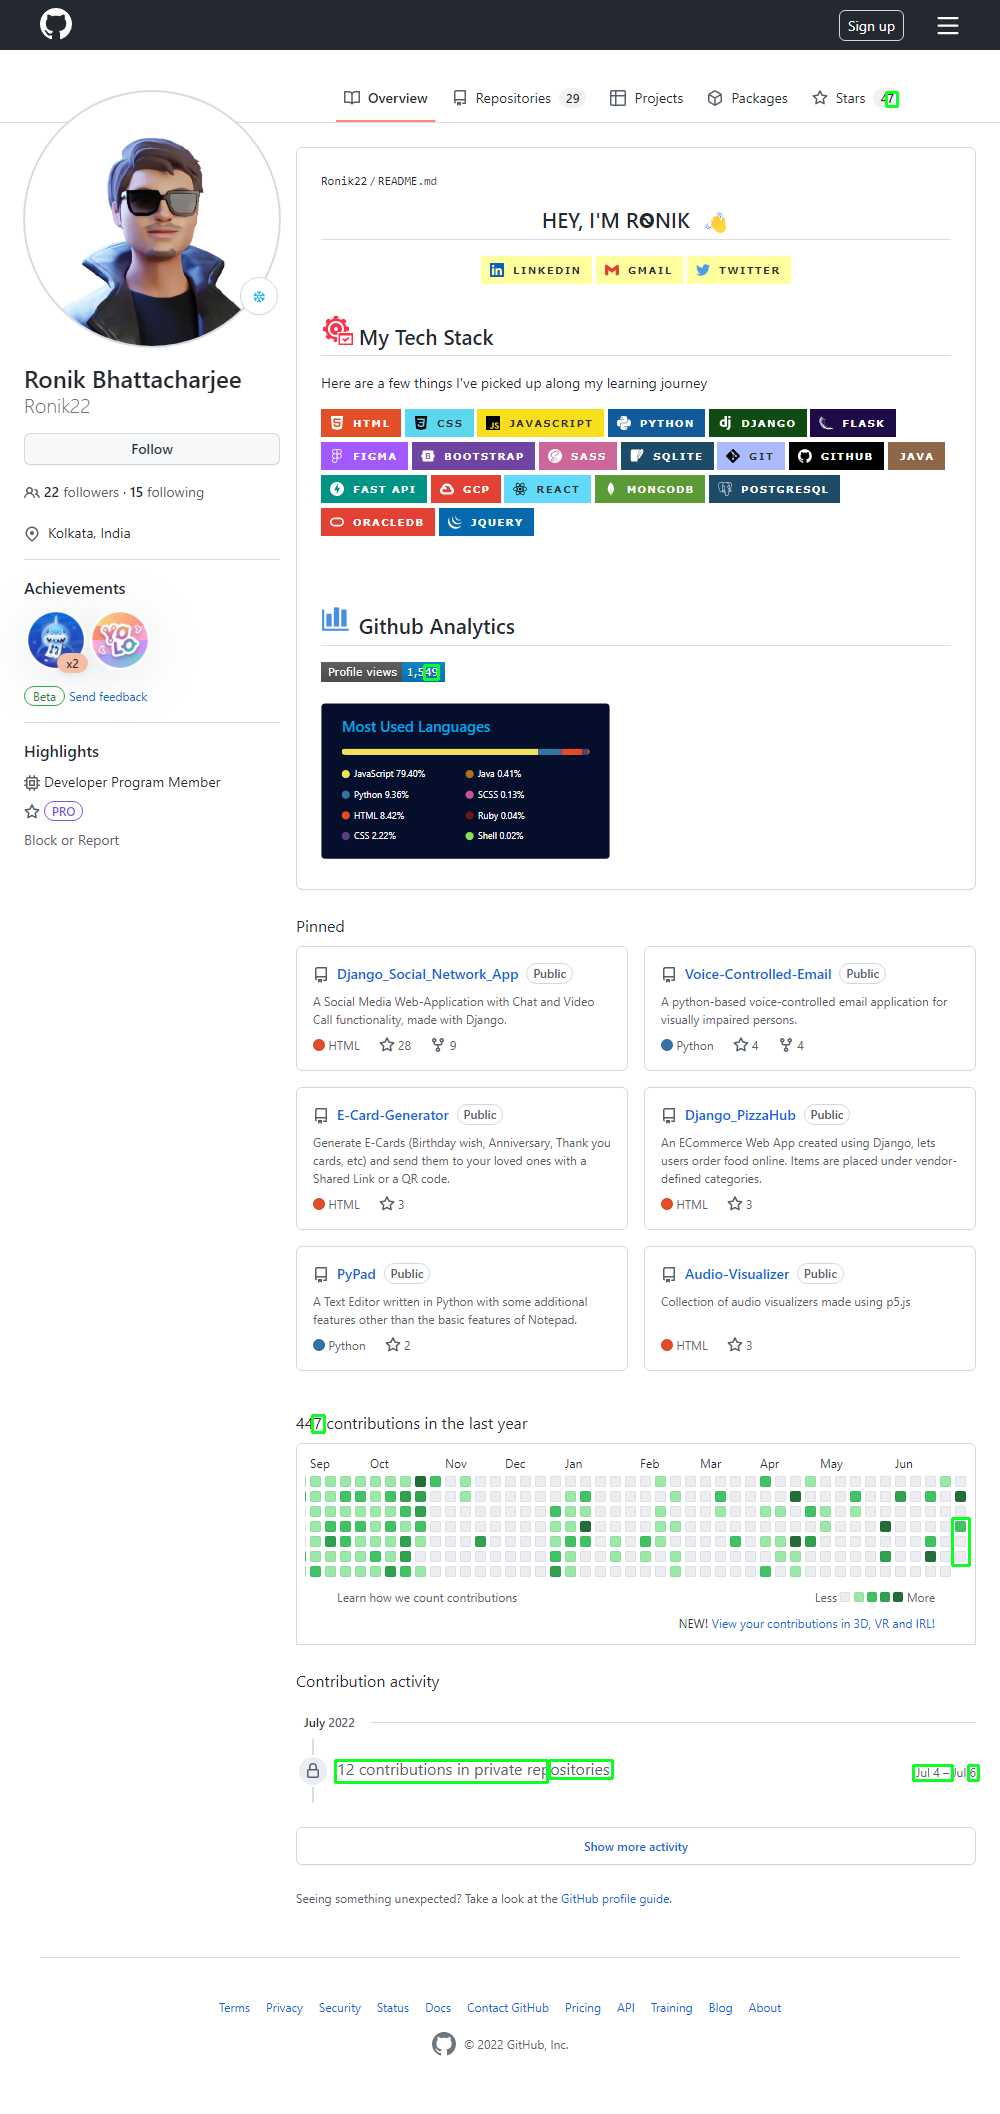 Sign up
Overview Repositories 29 Projects Packages Stars 47
Ronik22 / README.md
HEY, I'M RONIK
LINKEDIN GMAIL TWITTER
My Tech Stack
Here are a few things I've picked up along my learning journey
HTML CSS JAVASCRIPT PYTHON DJANGO FLASK
FIGMA BOOTSTRAP SASS SQLITE GIT GITHUB JAVA
FAST API GCP REACT MONGODB POSTGRESQL
ORACLEDB JQUERY
Github Analytics
Profile views 1,549
Most Used Languages
JavaScript 79.40% Java 0.41%
Python 9.36% SCSS 0.13%
HTML 8.42% Ruby 0.04%
CSS 2.22% Shell 0.02%
Ronik Bhattacharjee
Ronik22
Follow
22 followers · 15 following
Kolkata, India
Achievements
YOLO
x2
Beta Send feedback
Highlights
Developer Program Member
PRO
Block or Report
Pinned
Django_Social_Network_App Public
A Social Media Web-Application with Chat and Video
Call functionality, made with Django.
HTML 28 9
Voice-Controlled-Email Public
A python-based voice-controlled email application for
visually impaired persons.
Python 4 4
E-Card-Generator Public
Generate E-Cards (Birthday wish, Anniversary, Thank you
cards, etc) and send them to your loved ones with a
Shared Link or a QR code.
HTML 3
Django_PizzaHub Public
An ECommerce Web App created using Django, lets
users order food online. Items are placed under vendor-
defined categories.
HTML 3
PyPad Public
A Text Editor written in Python with some additional
features other than the basic features of Notepad.
Python 2
Audio-Visualizer Public
Collection of audio visualizers made using p5.js
HTML 3
447 contributions in the last year
Sep Oct Nov Dec Jan Feb Mar Apr May Jun
Learn how we count contributions Less More
NEW! View your contributions in 3D, VR and IRL!
Contribution activity
July 2022
12 contributions in private repositories Jul 4 – Jul 6
Show more activity
Seeing something unexpected? Take a look at the GitHub profile guide.
Terms Privacy Security Status Docs Contact GitHub Pricing API Training Blog About
© 2022 GitHub, Inc.